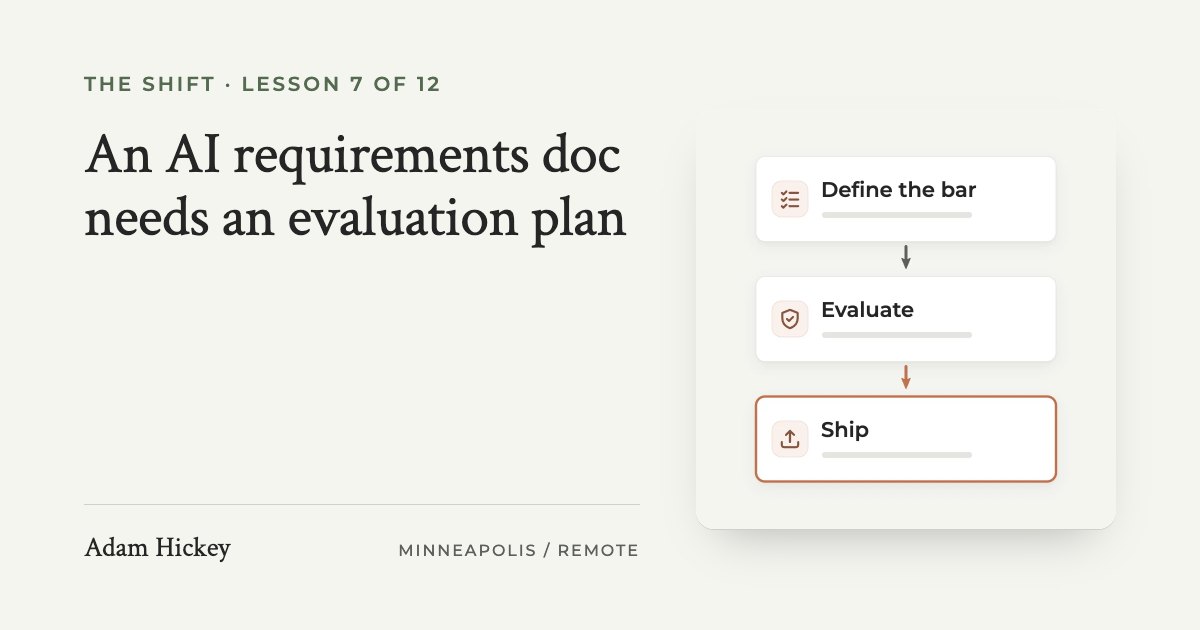 THE SHIFT · LESSON 7 OF 12
An AI requirements doc
needs an evaluation plan
Define the bar
Evaluate
Ship
Adam Hickey
MINNEAPOLIS / REMOTE